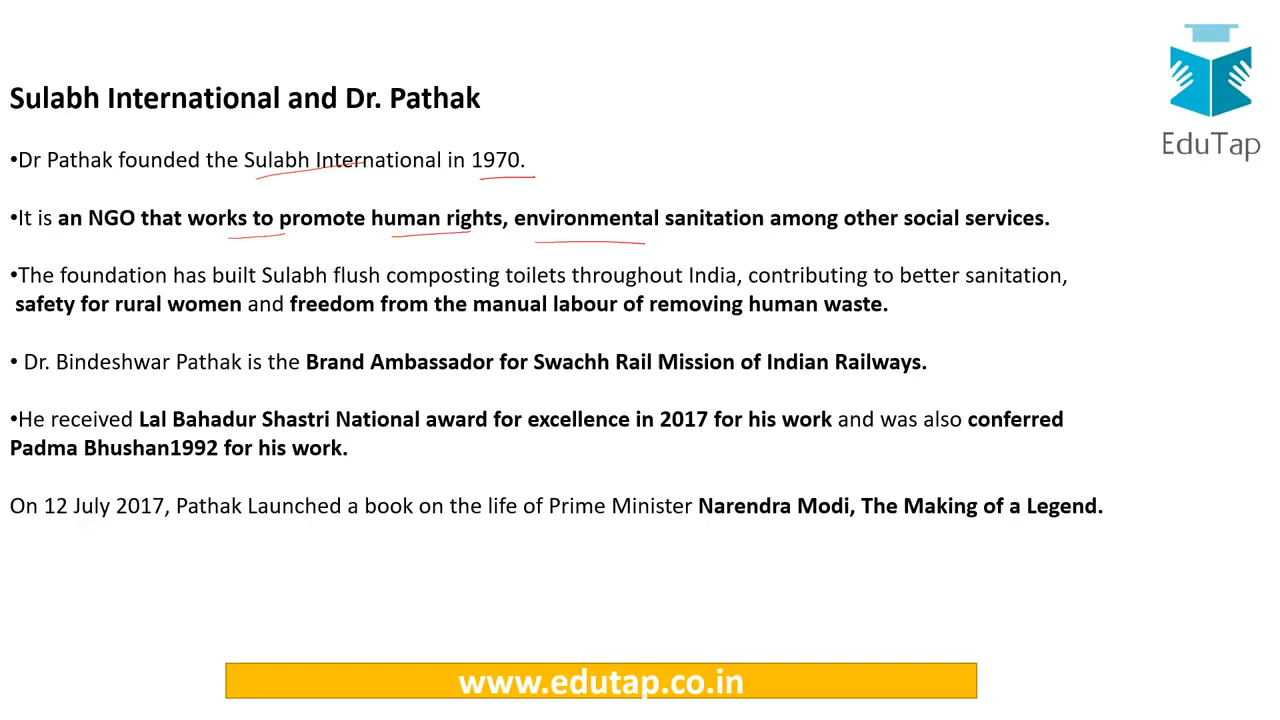 EduTap
Sulabh International and Dr. Pathak
•Dr Pathak founded the Sulabh International in 1970.
•It is an NGO that works to promote human rights, environmental sanitation among other social services.
•The foundation has built Sulabh flush composting toilets throughout India, contributing to better sanitation,
safety for rural women and freedom from the manual labour of removing human waste.
• Dr. Bindeshwar Pathak is the Brand Ambassador for Swachh Rail Mission of Indian Railways.
•He received Lal Bahadur Shastri National award for excellence in 2017 for his work and was also conferred
Padma Bhushan1992 for his work.
On 12 July 2017, Pathak Launched a book on the life of Prime Minister Narendra Modi, The Making of a Legend.
www.edutap.co.in